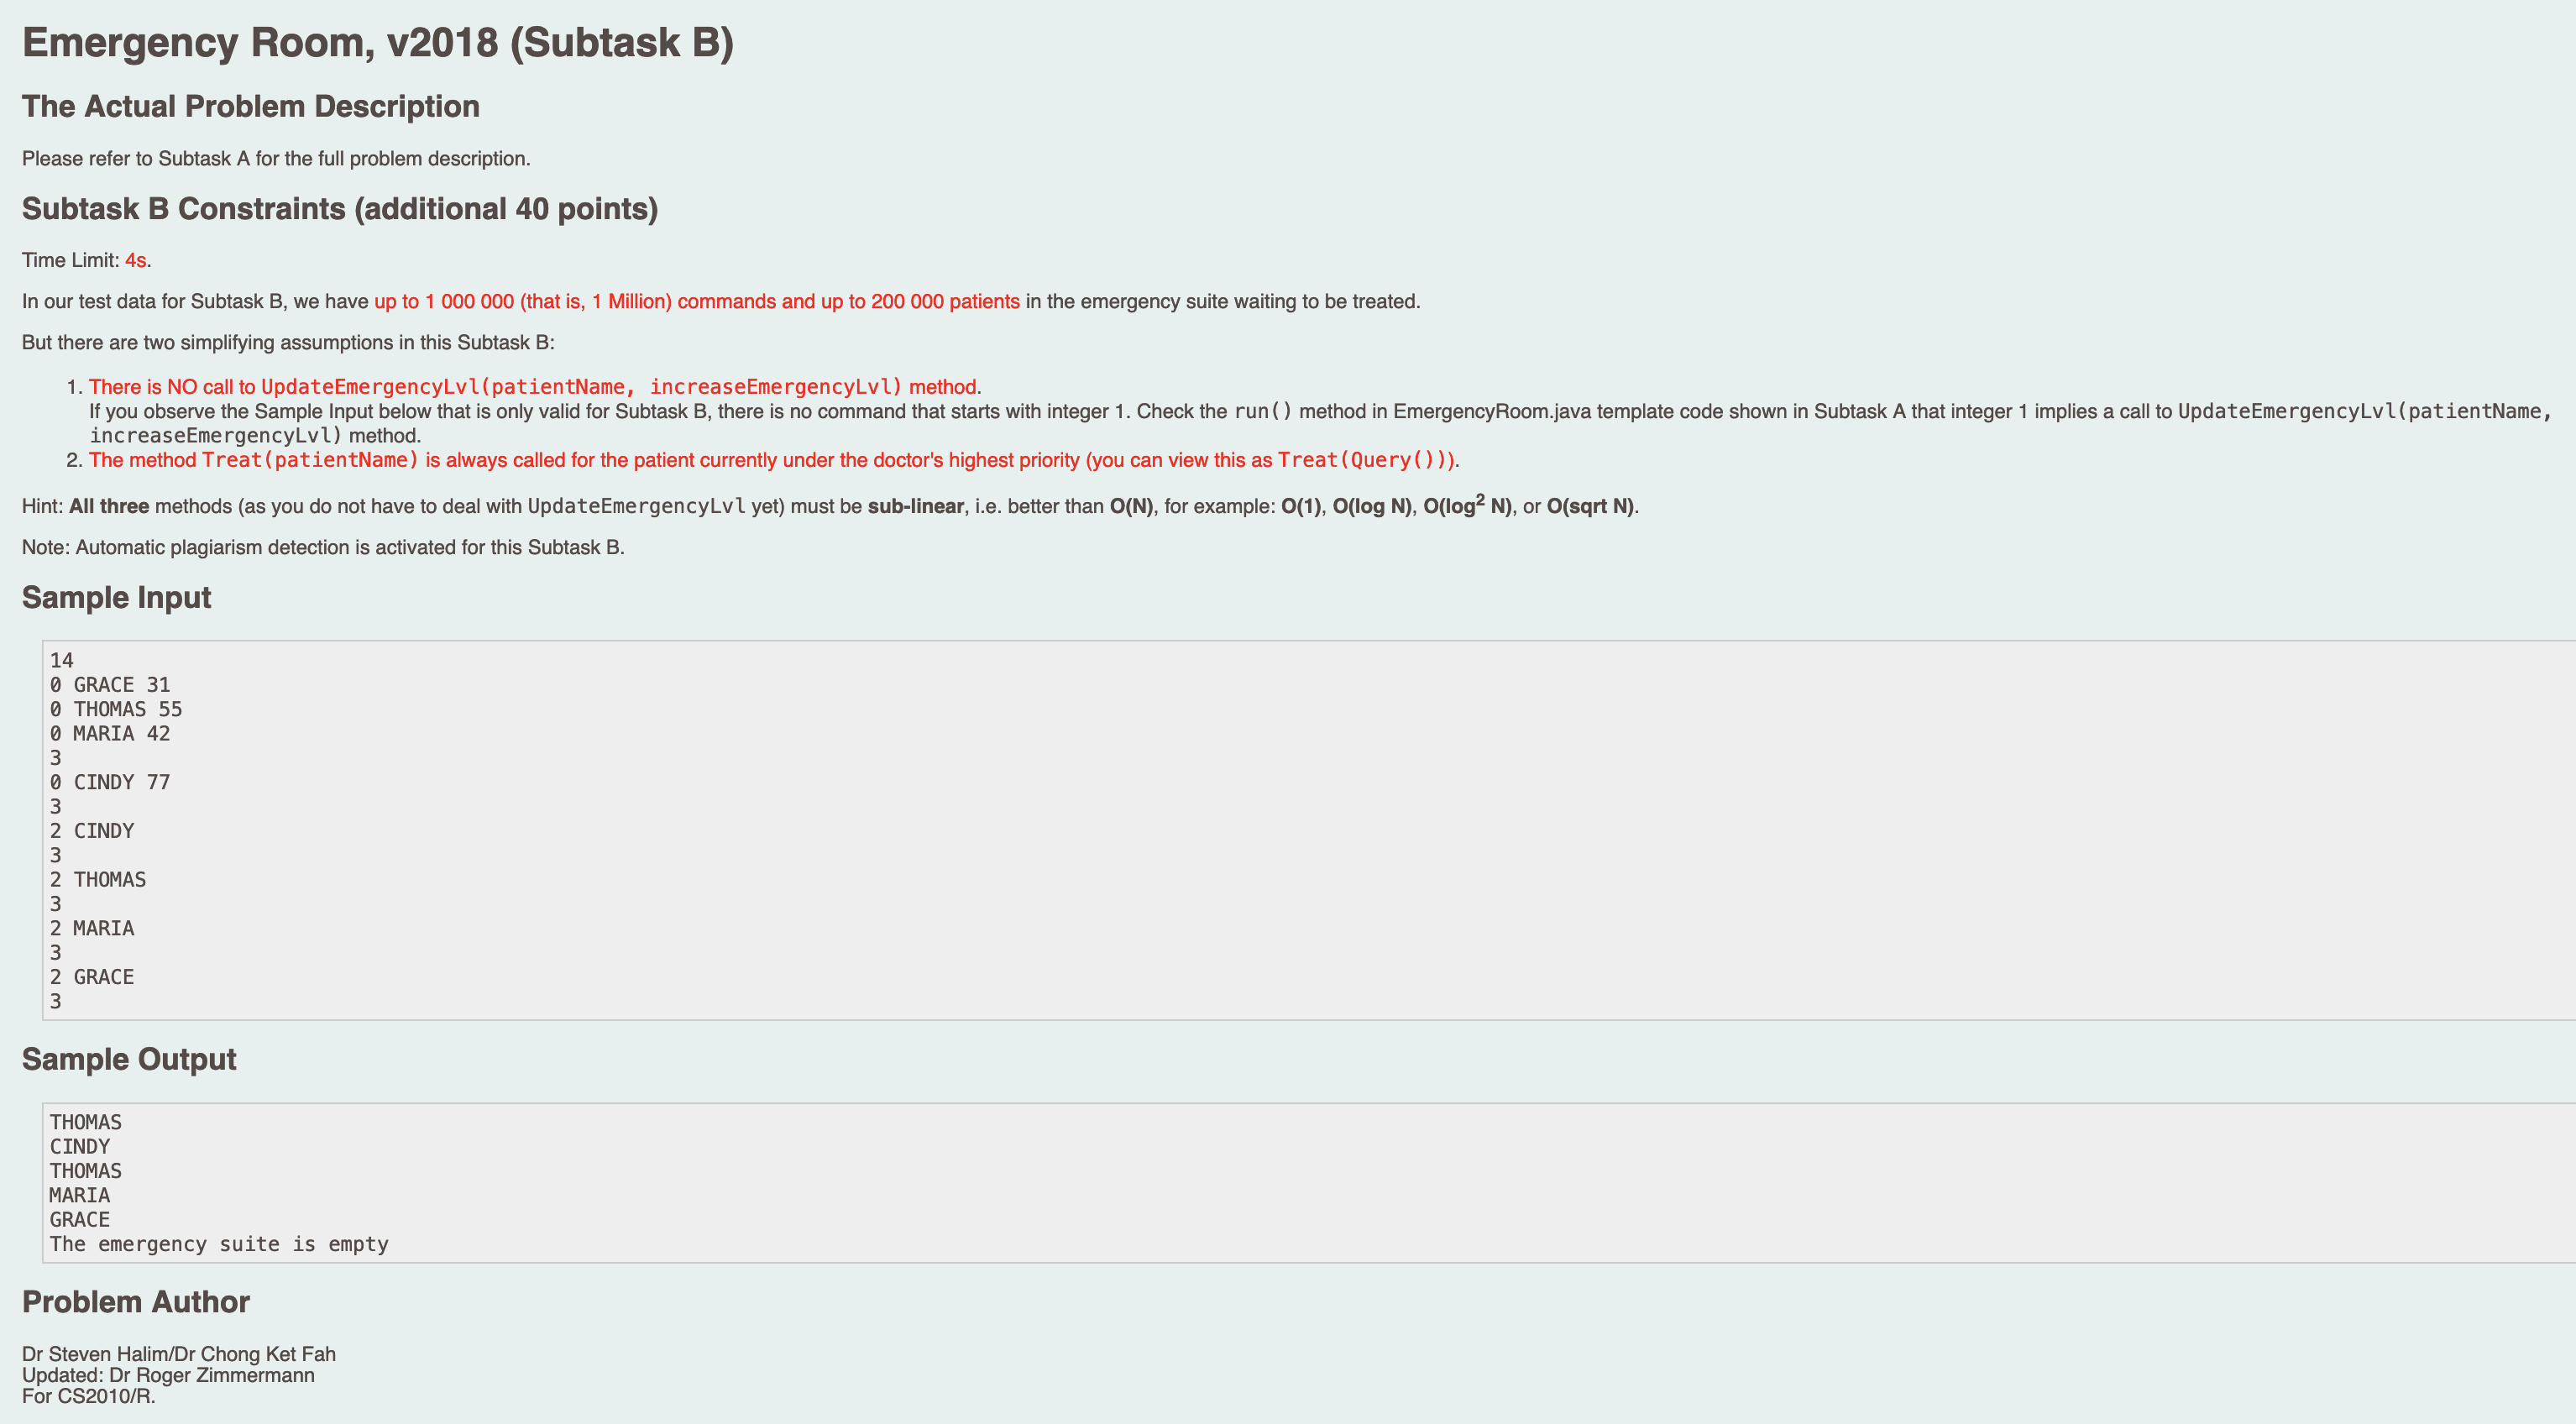 Emergency Room, v2018 (Subtask B)
The Actual Problem Description
Please refer to Subtask A for the full problem description.
Subtask B Constraints (additional 40 points)
Time Limit: 4s.
In our test data for Subtask B, we have up to 1 000 000 (that is, 1 Million) commands and up to 200 000 patients in the emergency suite waiting to be treated.
But there are two simplifying assumptions in this Subtask B:
1. There is NO call to UpdateEmergencyLvl(patientName, increaseEmergencyLvl) method.
If you observe the Sample Input below that is only valid for Subtask B, there is no command that starts with integer 1. Check the run() method in EmergencyRoom.java template code shown in Subtask A that integer 1 implies a call to UpdateEmergencyLvl(patientName,
increaseEmergencyLvl) method.
2. The method Treat(patientName) is always called for the patient currently under the doctor's highest priority (you can view this as Treat(Query())).
Hint: All three methods (as you do not have to deal with UpdateEmergencyLvl yet) must be sub-linear, i.e. better than O(N), for example: O(1), O(log N), O(log² N), or O(sqrt N).
Note: Automatic plagiarism detection is activated for this Subtask B.
Sample Input
14
0 GRACE 31
0 THOMAS 55
0 MARIA 42
3
0 CINDY 77
3
2 CINDY
3
2 THOMAS
3
2 MARIA
3
2 GRACE
3
Sample Output
THOMAS
CINDY
THOMAS
MARIA
GRACE
The emergency suite is empty
Problem Author
Dr Steven Halim/Dr Chong Ket Fah
Updated: Dr Roger Zimmermann
For CS2010/R.